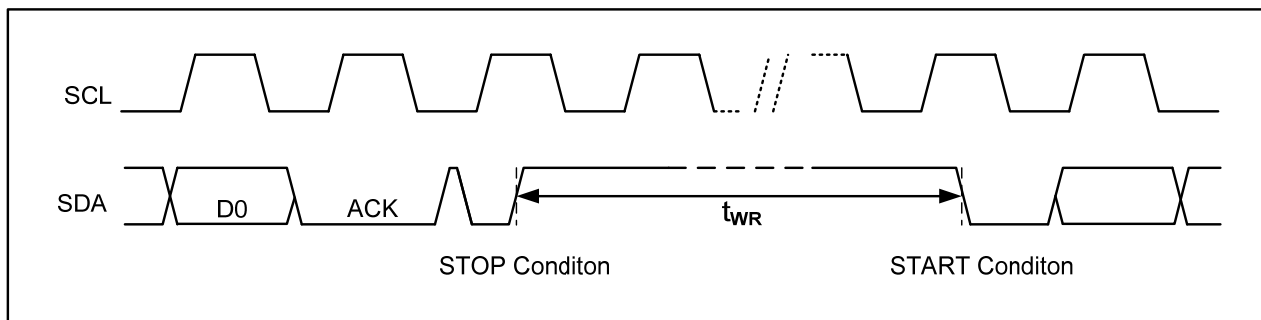 SCL
SDA
D0
ACK
tWR
STOP Conditon
START Conditon